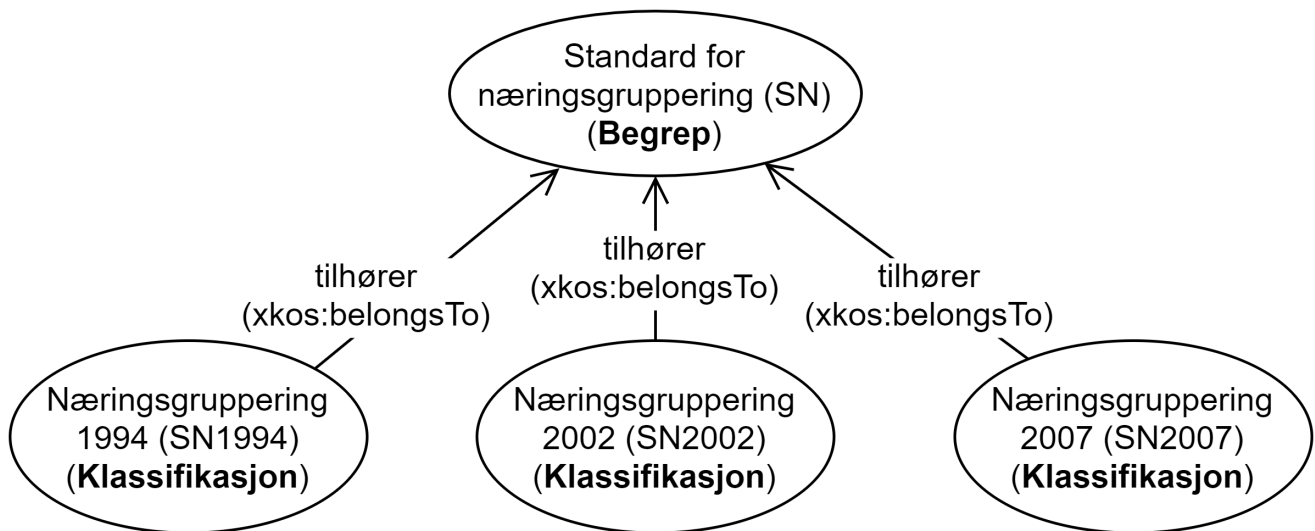 Standard for
næringsgruppering (SN)
(Begrep)
tilhører
(xkos:belongsTo)
tilhører
(xkos:belongsTo)
tilhører
(xkos:belongsTo)
Næringsgruppering
1994 (SN1994)
(Klassifikasjon)
Næringsgruppering
2002 (SN2002)
(Klassifikasjon)
Næringsgruppering
2007 (SN2007)
(Klassifikasjon)